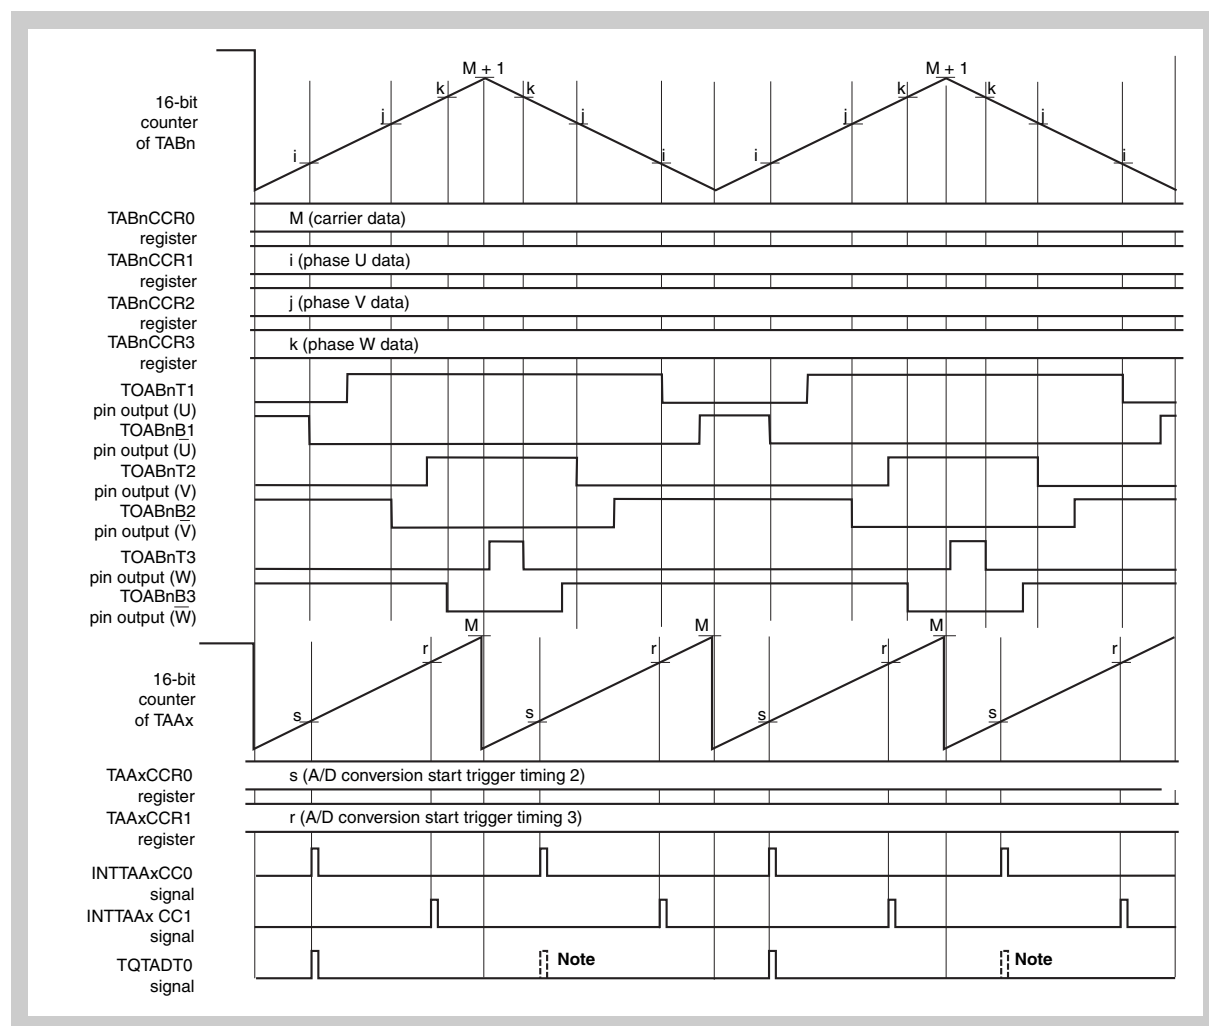 M + 1
M + 1
k
k
k
k
16-bit
counter
of TABn
j
j
j
j
i
i
i
i
TABnCCR0
register
M (carrier data)
TABnCCR1
register
i (phase U data)
TABnCCR2
register
j (phase V data)
TABnCCR3
register
k (phase W data)
TOABnT1
pin output (U)
TOABnB1
pin output (U̅)
TOABnT2
pin output (V)
TOABnB2
pin output (V̅)
TOABnT3
pin output (W)
TOABnB3
pin output (W̅)
M
M
M
r
r
r
r
16-bit
counter
of TAAx
s
s
s
s
TAAxCCR0
register
s (A/D conversion start trigger timing 2)
TAAxCCR1
register
r (A/D conversion start trigger timing 3)
INTTAAxCC0
signal
INTTAAx CC1
signal
TQTADT0
signal
Note
Note